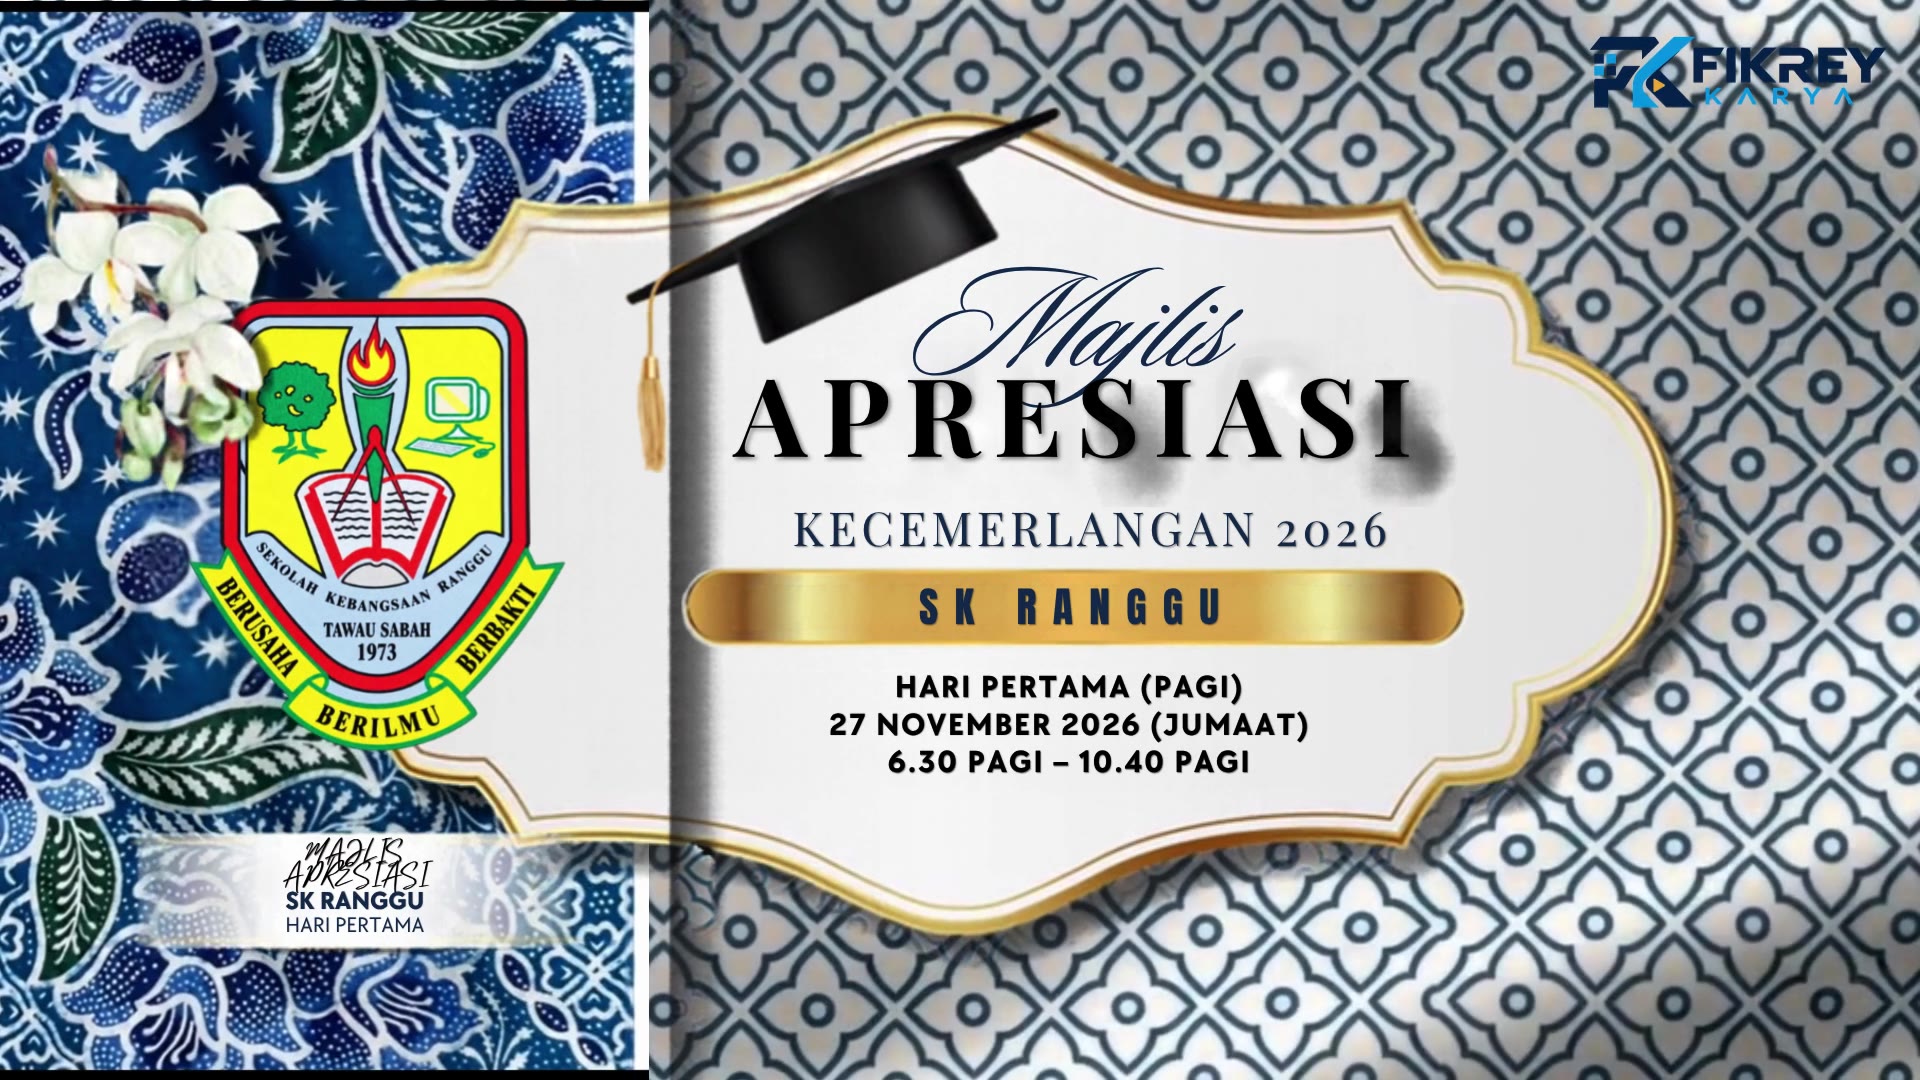 FIKREY
KARYA
Majlis
APRESIASI
KECEMERLANGAN 2026
SK RANGGU
HARI PERTAMA (PAGI)
27 NOVEMBER 2026 (JUMAAT)
6.30 PAGI – 10.40 PAGI
SEKOLAH KEBANGSAAN RANGGU
TAWAU SABAH
1973
BERUSAHA
BERILMU
BERBAKTI
MAJLIS
APRESIASI
SK RANGGU
HARI PERTAMA